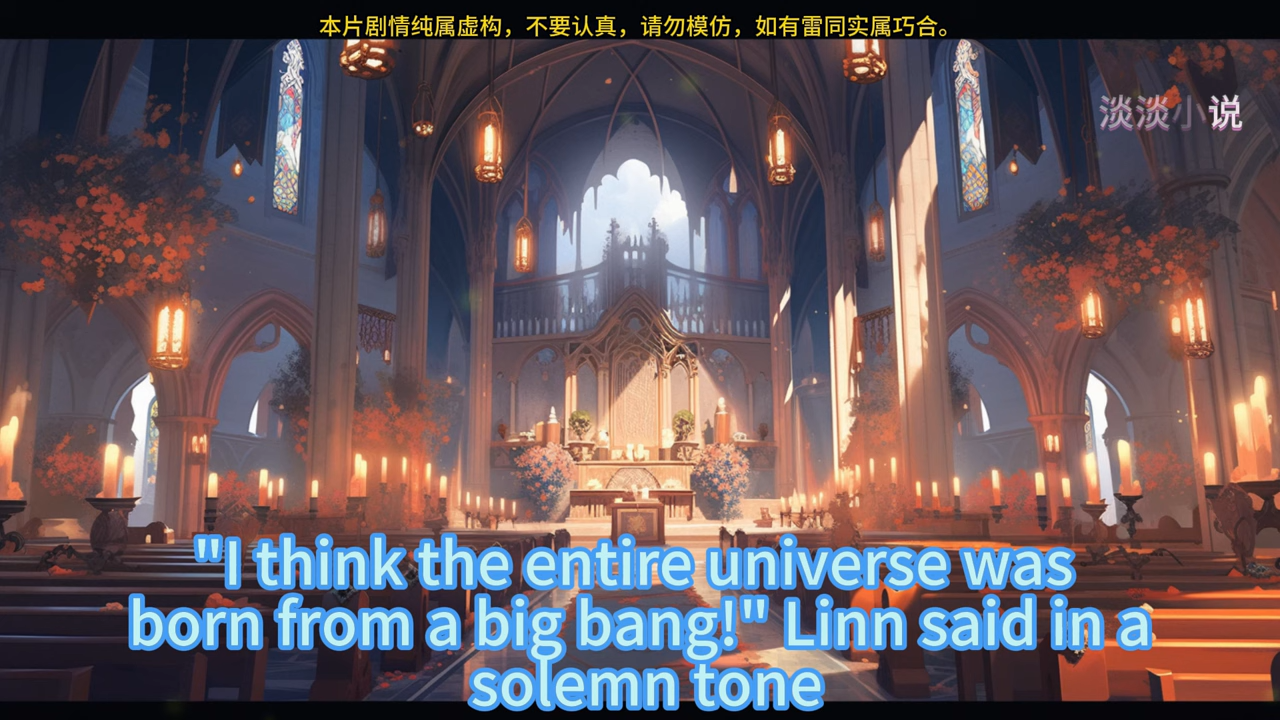 本片剧情纯属虚构，不要认真，请勿模仿，如有雷同实属巧合。
淡淡小说
"I think the entire universe was
born from a big bang!" Linn said in a
solemn tone